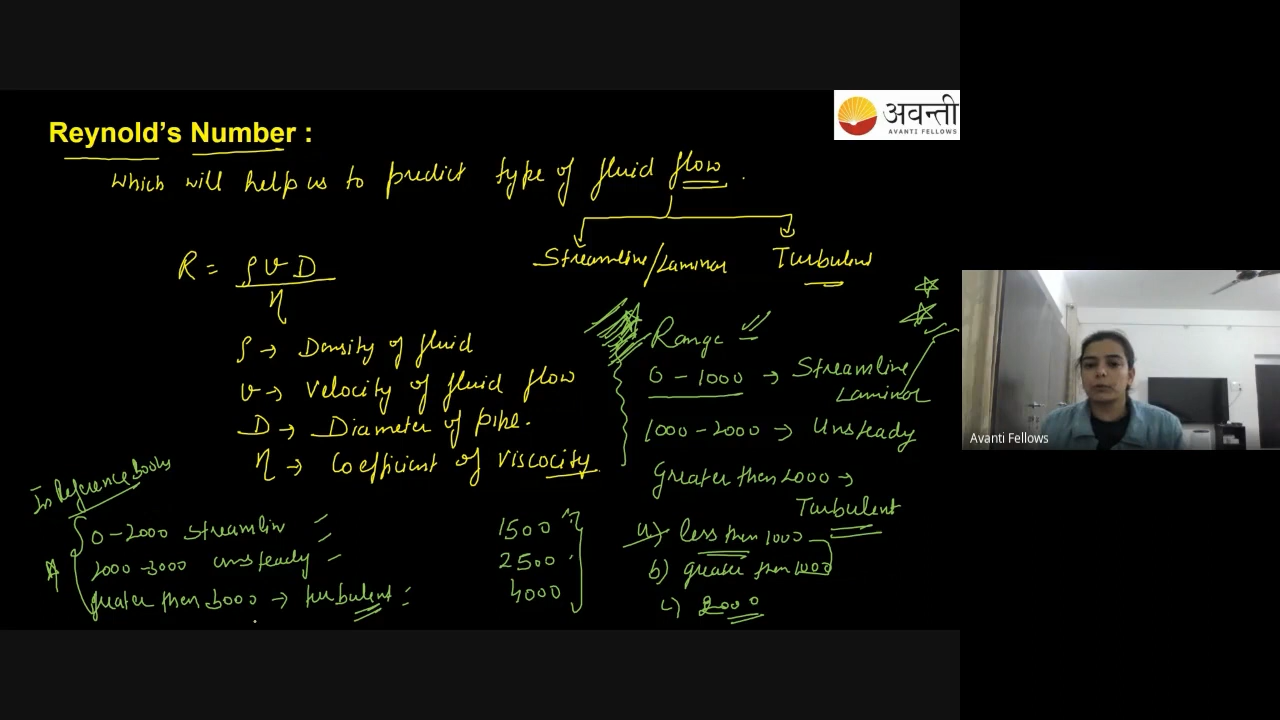 अवन्ती
AVANTI FELLOWS
Reynold's Number :
Which will help us to predict type of fluid flow .
Streamline/Laminar Turbulent
R = ρ v D / η
ρ → Density of fluid
v → Velocity of fluid flow
D → Diameter of pipe.
η → Coefficient of viscocity
Range
0 - 1000 → Streamline
Laminar
1000 - 2000 → Unsteady
Greater then 2000 →
Turbulent
a) less then 1000
b) greater then 1000
c) 2000
In Reference Books
0 - 2000 streamlin
2000 - 3000 unsteady
greater then 3000 → turbulent
1500
2500
4000
Avanti Fellows